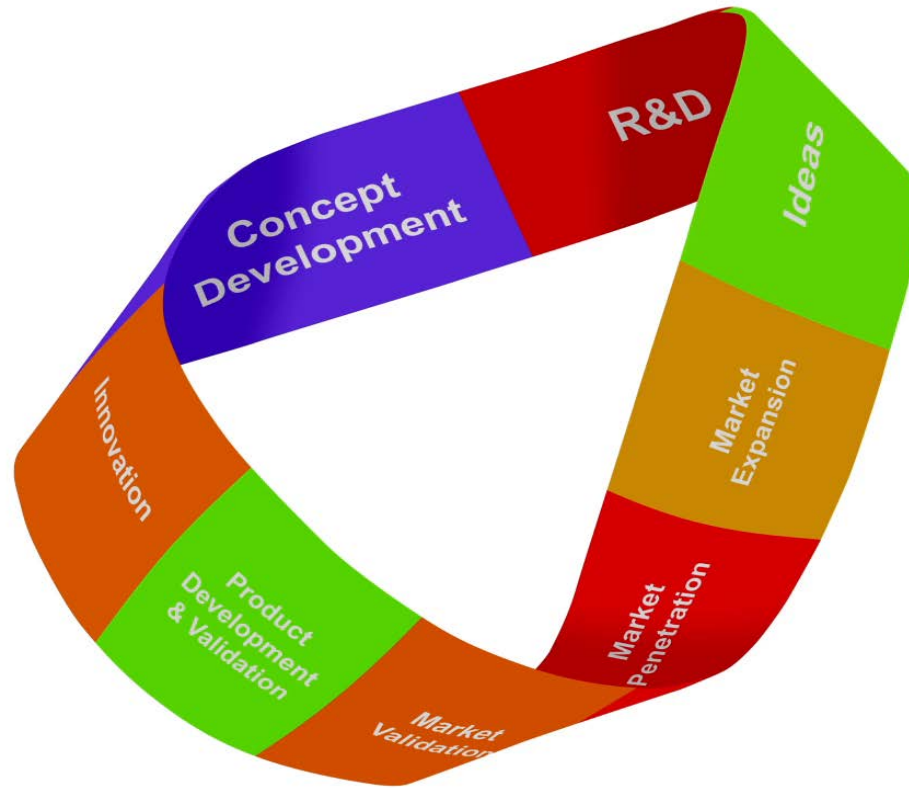 R&D
Ideas
Concept
Development
Market
Expansion
Innovation
Product
Development
& Validation
Market
Penetration
Market
Validation